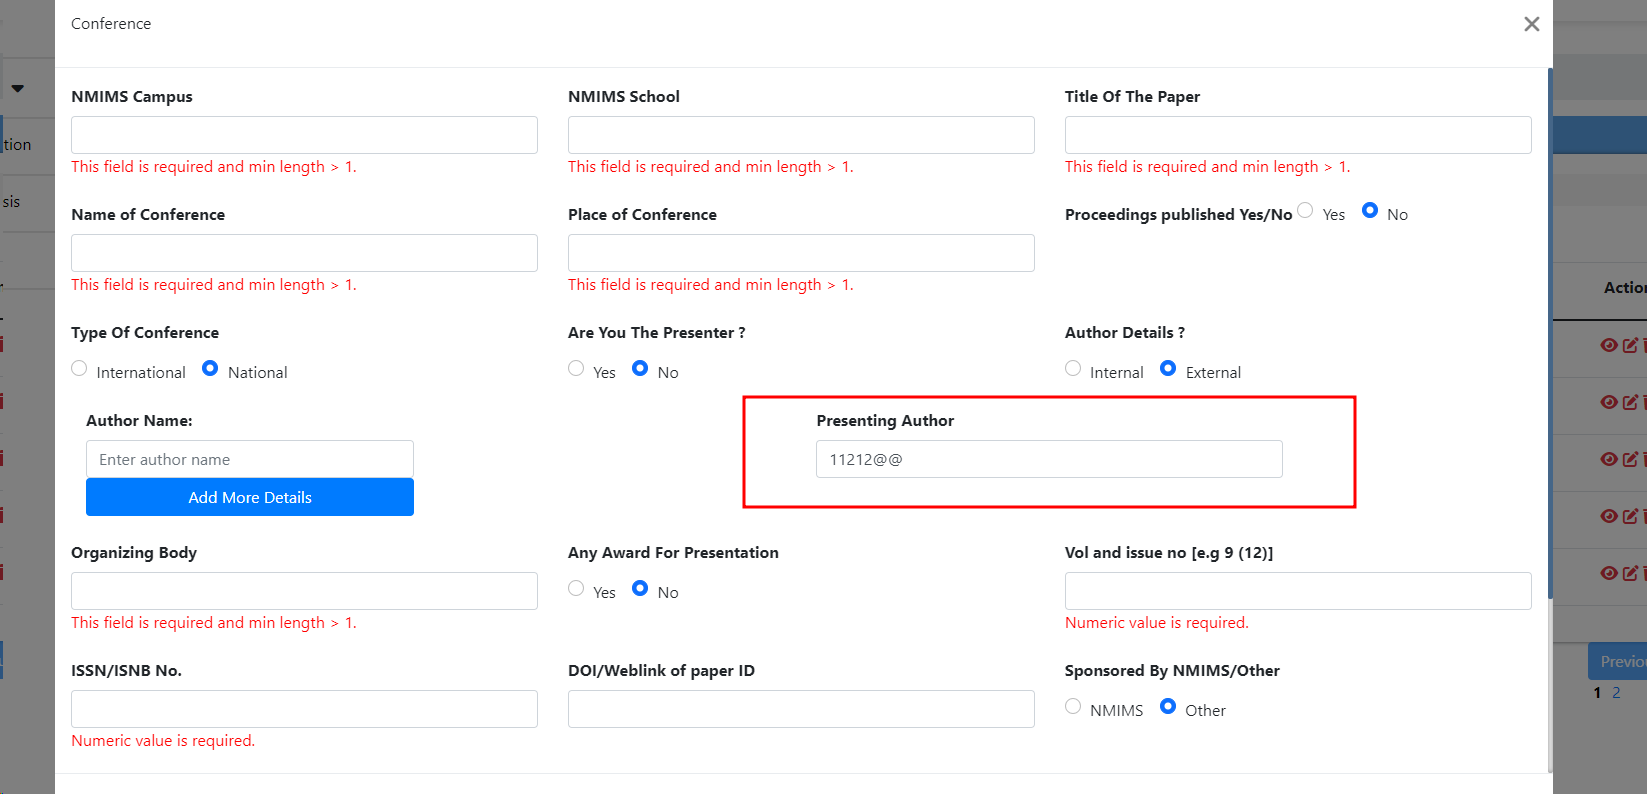 Conference
NMIMS Campus
NMIMS School
Title Of The Paper
This field is required and min length > 1.
This field is required and min length > 1.
This field is required and min length > 1.
Name of Conference
Place of Conference
Proceedings published Yes/No Yes No
This field is required and min length > 1.
This field is required and min length > 1.
Type Of Conference
Are You The Presenter ?
Author Details ?
International National
Yes No
Internal External
Author Name:
Presenting Author
Enter author name
11212@@
Add More Details
Organizing Body
Any Award For Presentation
Vol and issue no [e.g 9 (12)]
Yes No
This field is required and min length > 1.
Numeric value is required.
ISSN/ISNB No.
DOI/Weblink of paper ID
Sponsored By NMIMS/Other
NMIMS Other
Numeric value is required.
tion
sis
Action
Previou
1 2